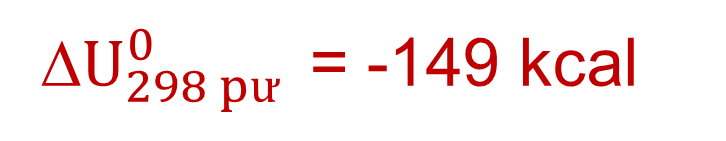 ΔU⁰₂₉₈ ₚư = -149 kcal